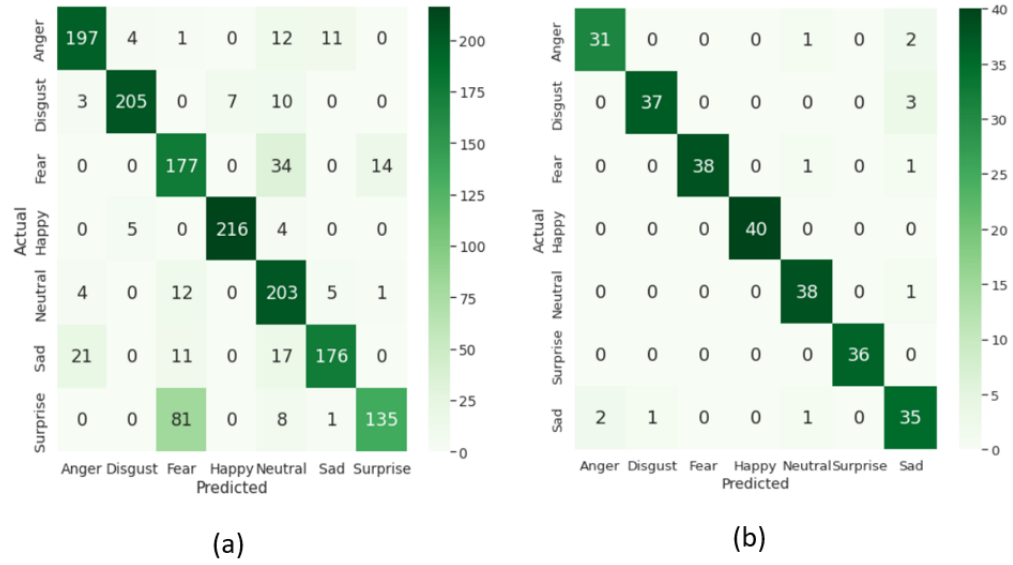 Anger 197 4 1 0 12 11 0
Disgust 3 205 0 7 10 0 0
Fear 0 0 177 0 34 0 14
Happy 0 5 0 216 4 0 0
Neutral 4 0 12 0 203 5 1
Sad 21 0 11 0 17 176 0
Surprise 0 0 81 0 8 1 135
Anger Disgust Fear Happy Neutral Sad Surprise
Actual
Predicted
200
175
150
125
100
75
50
25
0
(a)
Anger 31 0 0 0 1 0 2
Disgust 0 37 0 0 0 0 3
Fear 0 0 38 0 1 0 1
Happy 0 0 0 40 0 0 0
Neutral 0 0 0 0 38 0 1
Surprise 0 0 0 0 0 36 0
Sad 2 1 0 0 1 0 35
Anger Disgust Fear Happy Neutral Surprise Sad
Actual
Predicted
40
35
30
25
20
15
10
5
0
(b)